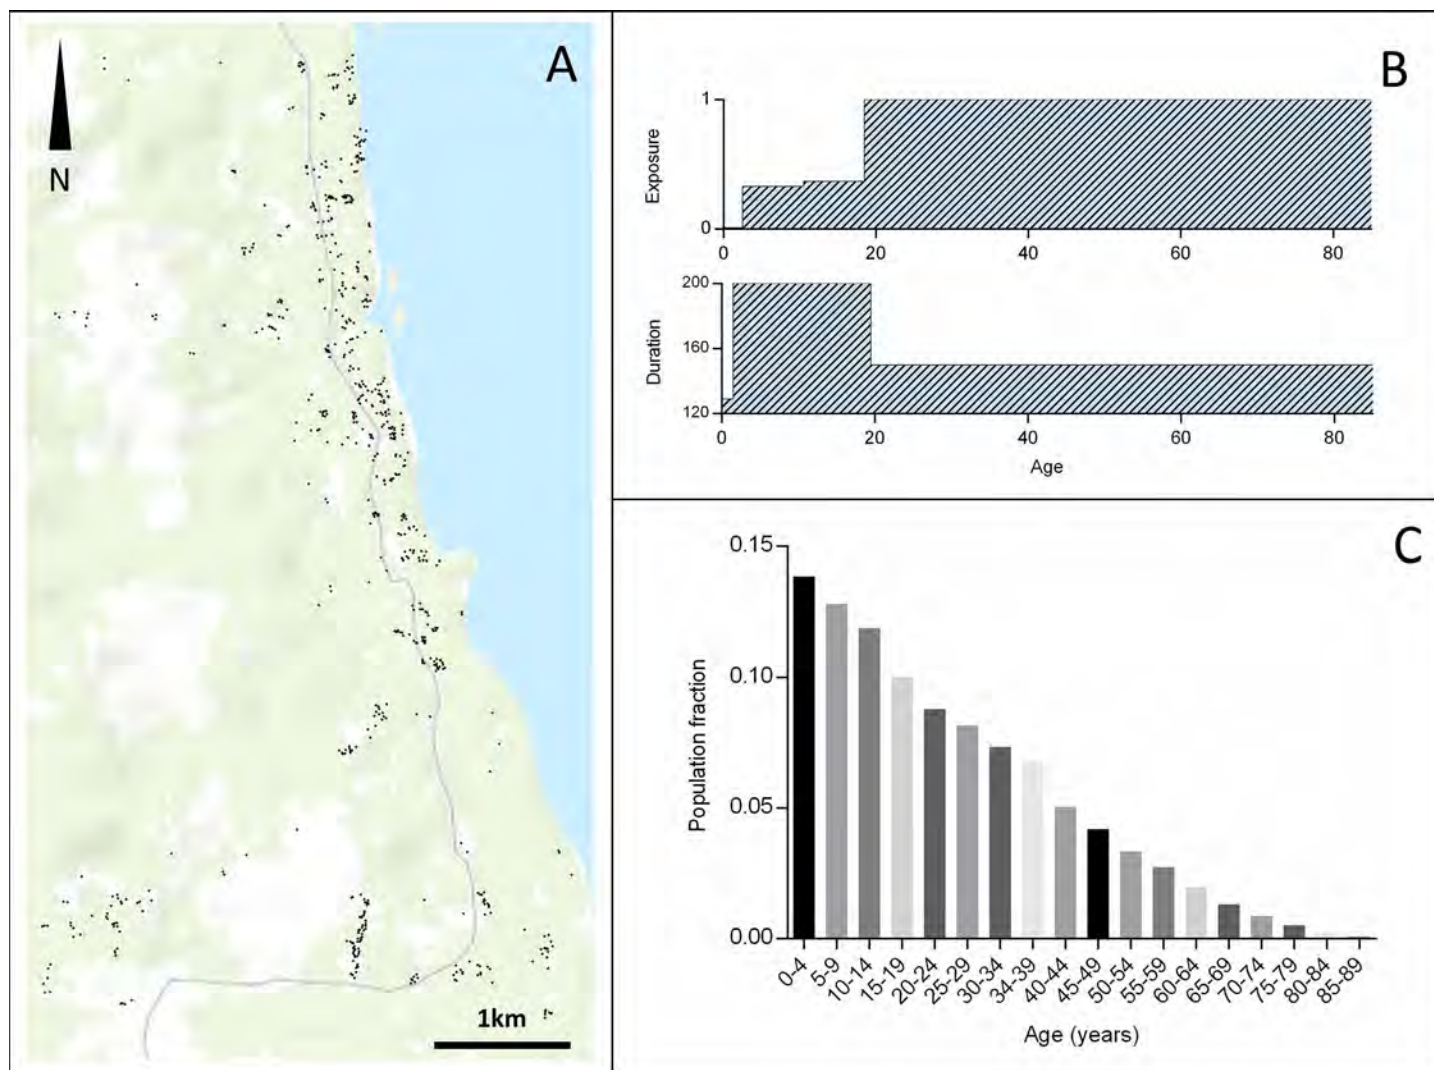 A
N
1km
B
Exposure
1
0
0 20 40 60 80
Duration
200
160
120
0 20 40 60 80
Age
C
Population fraction
0.15
0.10
0.05
0.00
0-4 5-9 10-14 15-19 20-24 25-29 30-34 34-39 40-44 45-49 50-54 55-59 60-64 65-69 70-74 75-79 80-84 85-89
Age (years)